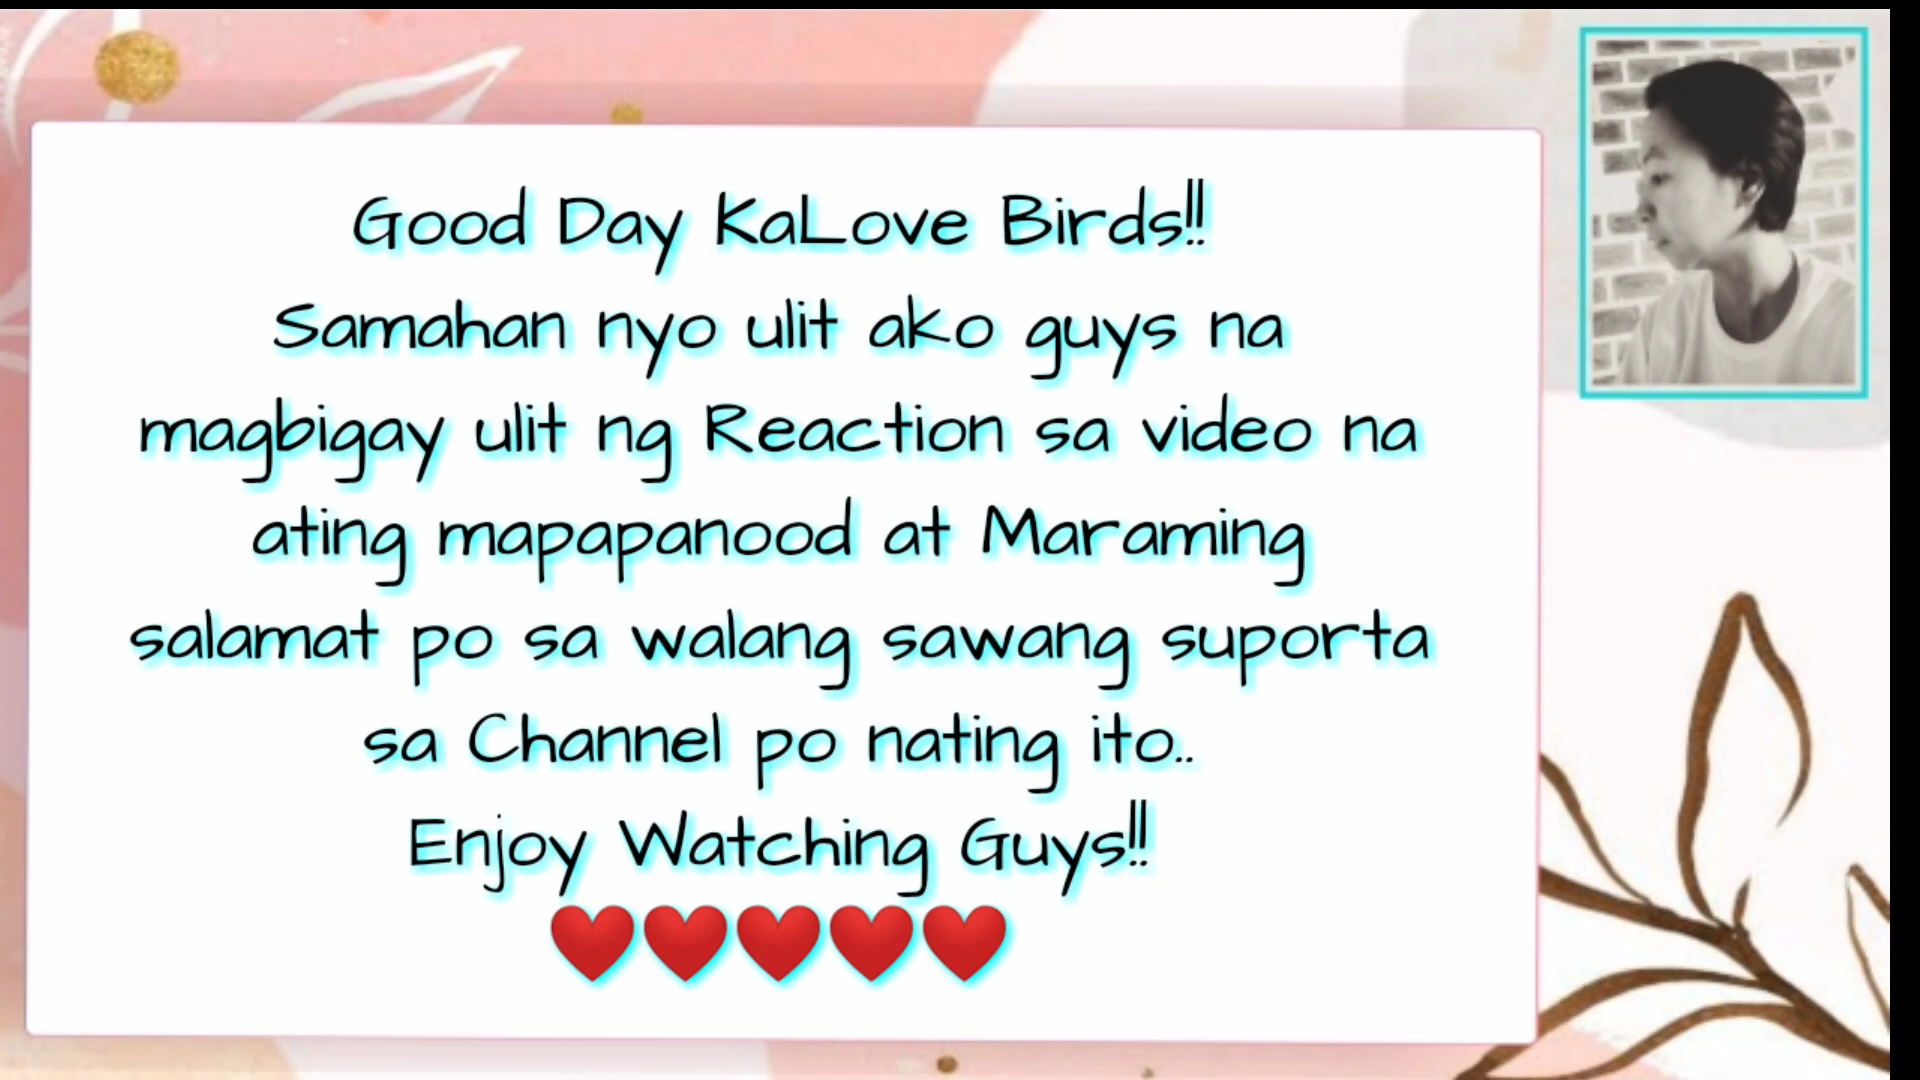 Good Day KaLove Birds!!
Samahan nyo ulit ako guys na
magbigay ulit ng Reaction sa video na
ating mapapanood at Maraming
salamat po sa walang sawang suporta
sa Channel po nating ito..
Enjoy Watching Guys!!
❤️❤️❤️❤️❤️